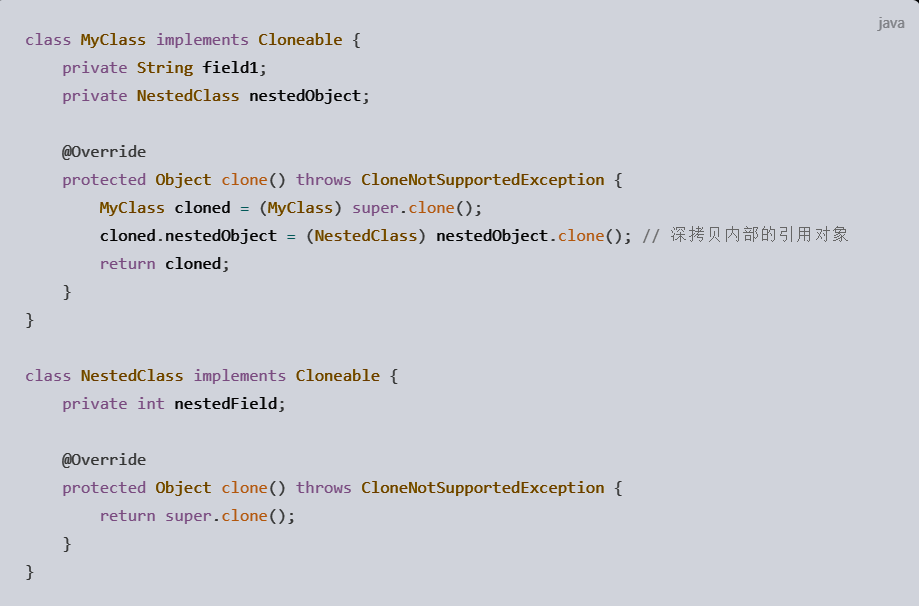 java
class MyClass implements Cloneable {
    private String field1;
    private NestedClass nestedObject;

    @Override
    protected Object clone() throws CloneNotSupportedException {
        MyClass cloned = (MyClass) super.clone();
        cloned.nestedObject = (NestedClass) nestedObject.clone(); // 深拷贝内部的引用对象
        return cloned;
    }
}

class NestedClass implements Cloneable {
    private int nestedField;

    @Override
    protected Object clone() throws CloneNotSupportedException {
        return super.clone();
    }
}